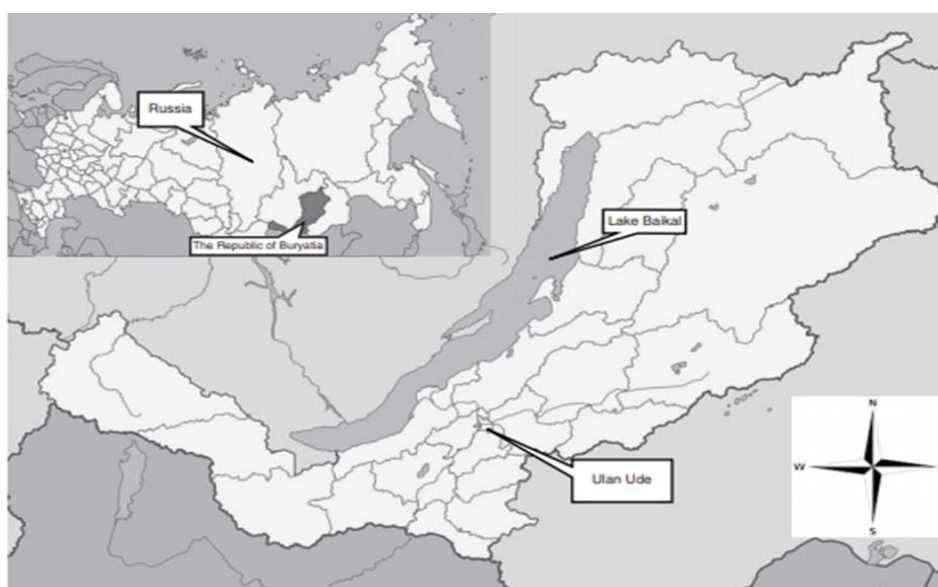 Russia
The Republic of Buryatia
Lake Baikal
Ulan Ude
N
W
S